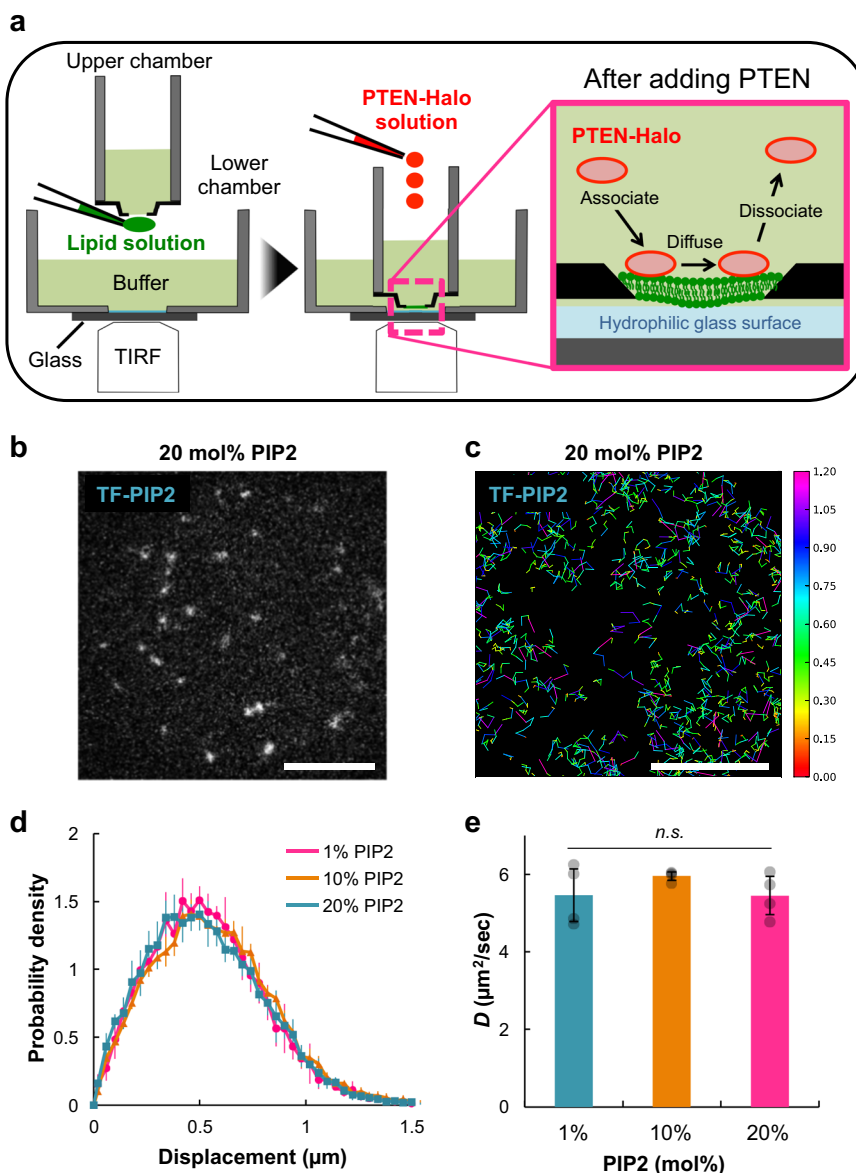 a
Upper chamber
Lower
chamber
Lipid solution
Buffer
Glass
TIRF
PTEN-Halo
solution
After adding PTEN
PTEN-Halo
Associate
Diffuse
Dissociate
Hydrophilic glass surface
b
20 mol% PIP2
TF-PIP2
c
20 mol% PIP2
TF-PIP2
1.20
1.05
0.90
0.75
0.60
0.45
0.30
0.15
0.00
d
2
1.5
1
0.5
0
Probability density
1% PIP2
10% PIP2
20% PIP2
0
0.5
1
1.5
Displacement (µm)
e
n.s.
6
4
2
0
D (µm²/sec)
1%
10%
20%
PIP2 (mol%)